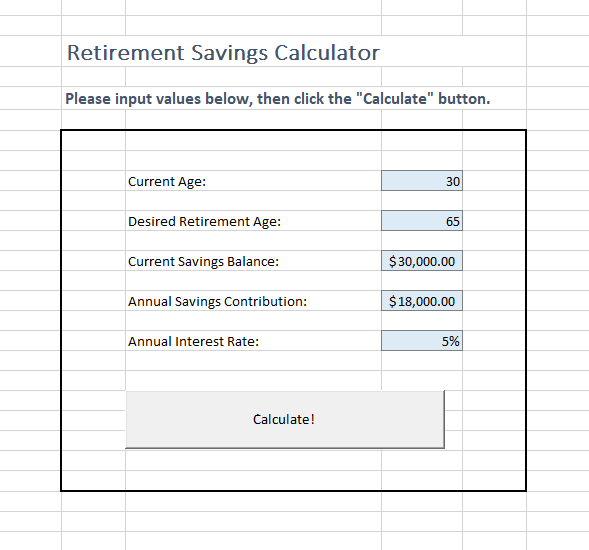 Retirement Savings Calculator
Please input values below, then click the "Calculate" button.
Current Age: 30
Desired Retirement Age: 65
Current Savings Balance: $30,000.00
Annual Savings Contribution: $18,000.00
Annual Interest Rate: 5%
Calculate!